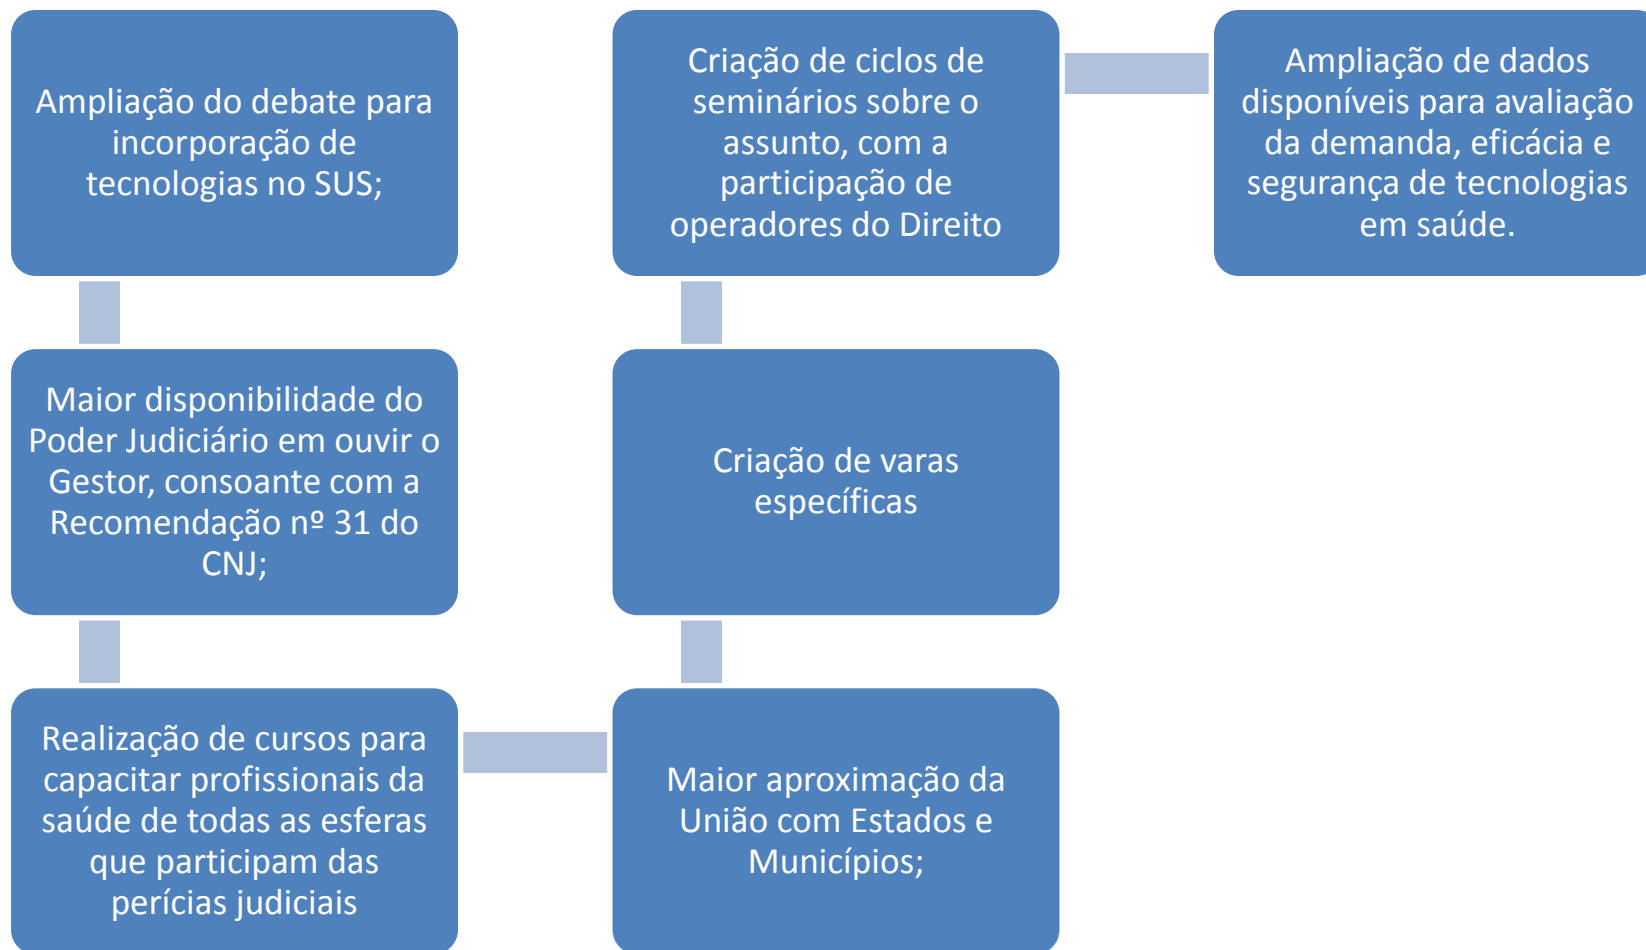 Ampliação do debate para
incorporação de
tecnologias no SUS;
Maior disponibilidade do
Poder Judiciário em ouvir o
Gestor, consoante com a
Recomendação nº 31 do
CNJ;
Realização de cursos para
capacitar profissionais da
saúde de todas as esferas
que participam das
perícias judiciais
Maior aproximação da
União com Estados e
Municípios;
Criação de varas
específicas
Criação de ciclos de
seminários sobre o
assunto, com a
participação de
operadores do Direito
Ampliação de dados
disponíveis para avaliação
da demanda, eficácia e
segurança de tecnologias
em saúde.